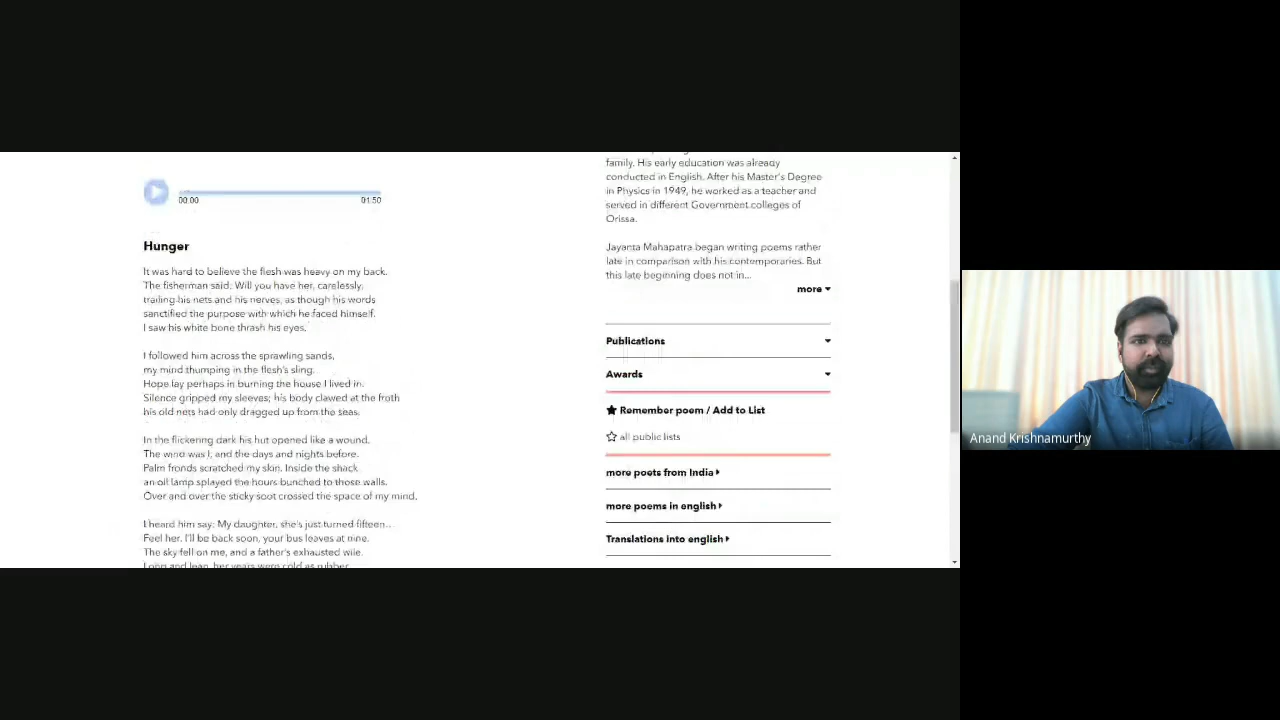 00:00
01:50
Hunger
It was hard to believe the flesh was heavy on my back.
The fisherman said: Will you have her, carelessly,
trailing his nets and his nerves, as though his words
sanctified the purpose with which he faced himself.
I saw his white bone thrash his eyes.
I followed him across the sprawling sands,
my mind thumping in the flesh's sling.
Hope lay perhaps in burning the house I lived in.
Silence gripped my sleeves; his body clawed at the froth
his old nets had only dragged up from the seas.
In the flickering dark his hut opened like a wound.
The wind was I, and the days and nights before.
Palm fronds scratched my skin. Inside the shack
an oil lamp splayed the hours bunched to those walls.
Over and over the sticky soot crossed the space of my mind.
I heard him say: My daughter, she's just turned fifteen...
Feel her. I'll be back soon, your bus leaves at nine.
The sky fell on me, and a father's exhausted wile.
Long and lean, her years were cold as rubber.
family. His early education was already
conducted in English. After his Master's Degree
in Physics in 1949, he worked as a teacher and
served in different Government colleges of
Orissa.
Jayanta Mahapatra began writing poems rather
late in comparison with his contemporaries. But
this late beginning does not in...
more
Publications
Awards
Remember poem / Add to List
all public lists
more poets from India
more poems in english
Translations into english
Anand Krishnamurthy